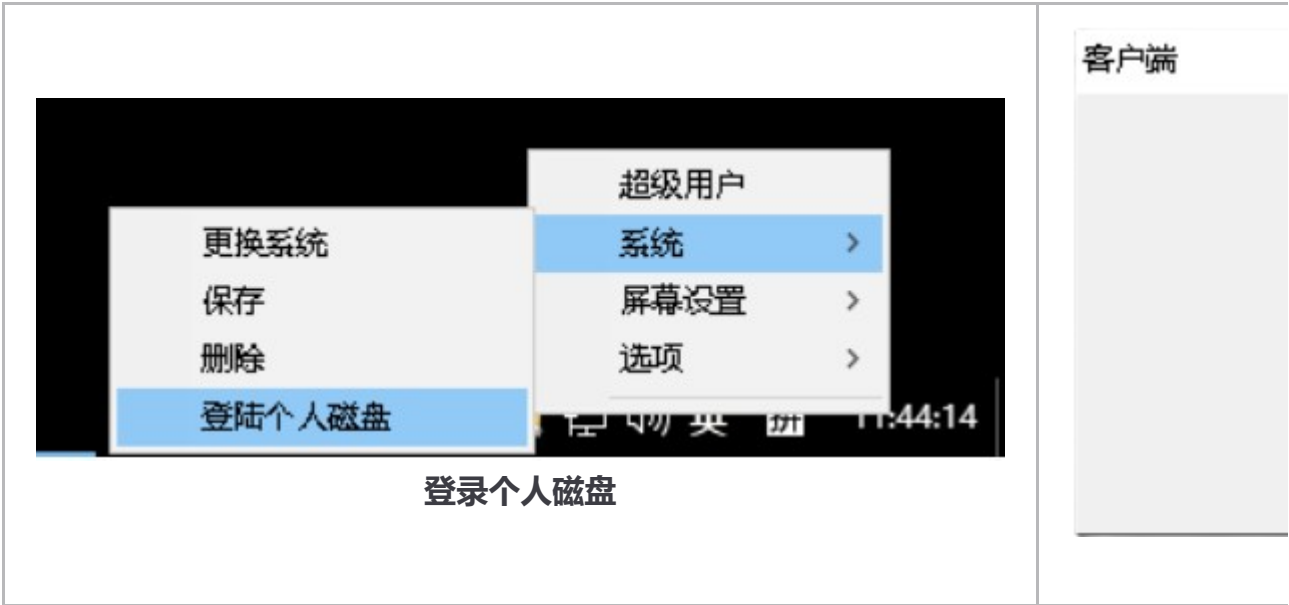 客户端
超级用户
更换系统
系统
保存
屏幕设置
删除
选项
登陆个人磁盘
英 拼 11:44:14
登录个人磁盘